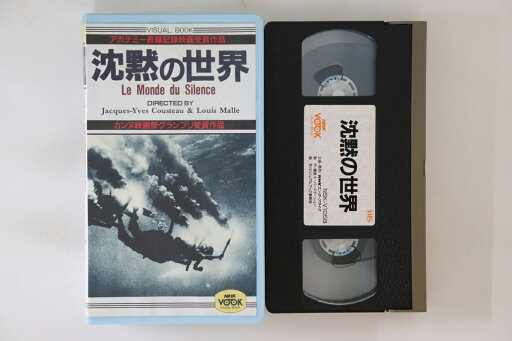 VISUAL BOOK
アカデミー長編記録映画受賞作品
沈黙の世界
Le Monde du Silence
DIRECTED BY
Jacques-Yves Cousteau & Louis Malle
カンヌ映画祭グランプリ受賞作品
NHK
VOOK
NHK
VOOK
沈黙の世界
NSK-V1058
VHS